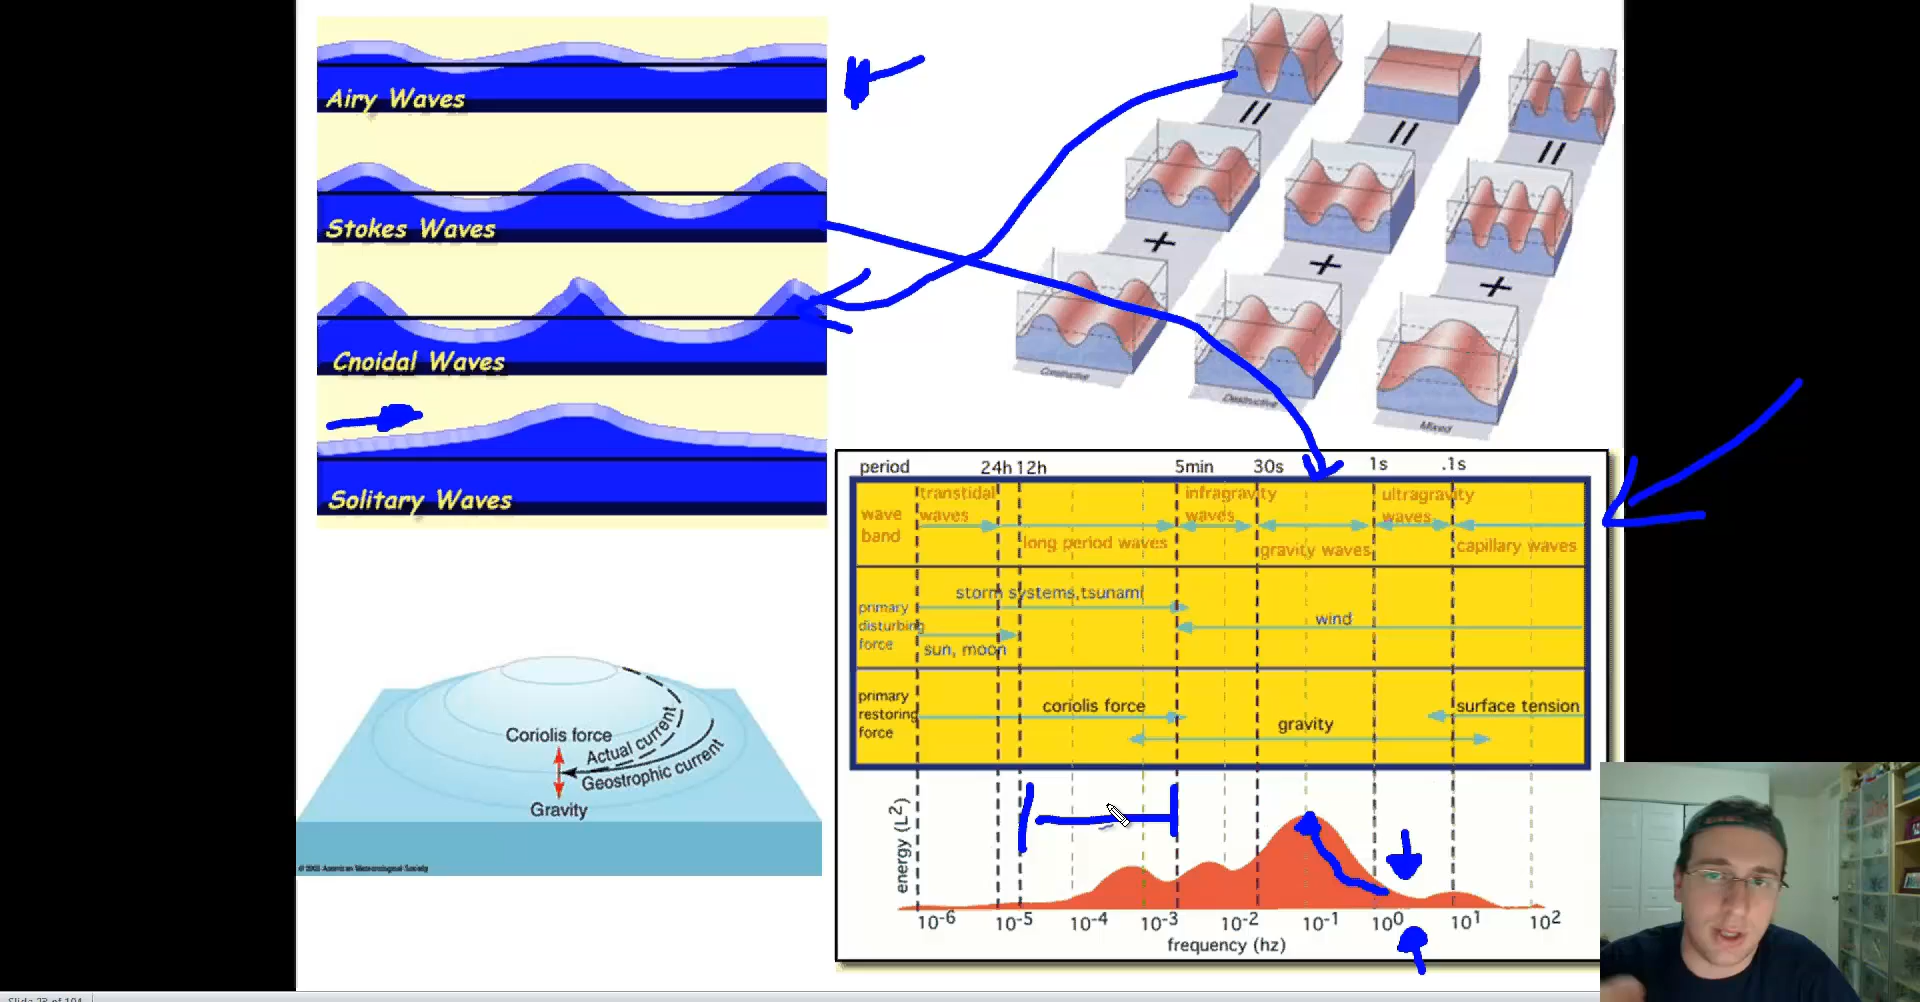 Airy Waves
Stokes Waves
Cnoidal Waves
Solitary Waves
=
=
=
+
+
+
Constructive
Destructive
Mixed
Coriolis force
Actual current
Geostrophic current
Gravity
© 2005 American Meteorological Society
period 24h 12h 5min 30s 1s .1s
wave
band
transtidal
waves
long period waves
infragravity
waves
gravity waves
ultragravity
waves
capillary waves
primary
disturbing
force
storm systems,tsunami
sun, moon
wind
primary
restoring
force
coriolis force
gravity
surface tension
energy (L2)
10-6 10-5 10-4 10-3 10-2 10-1 100 101 102
frequency (hz)